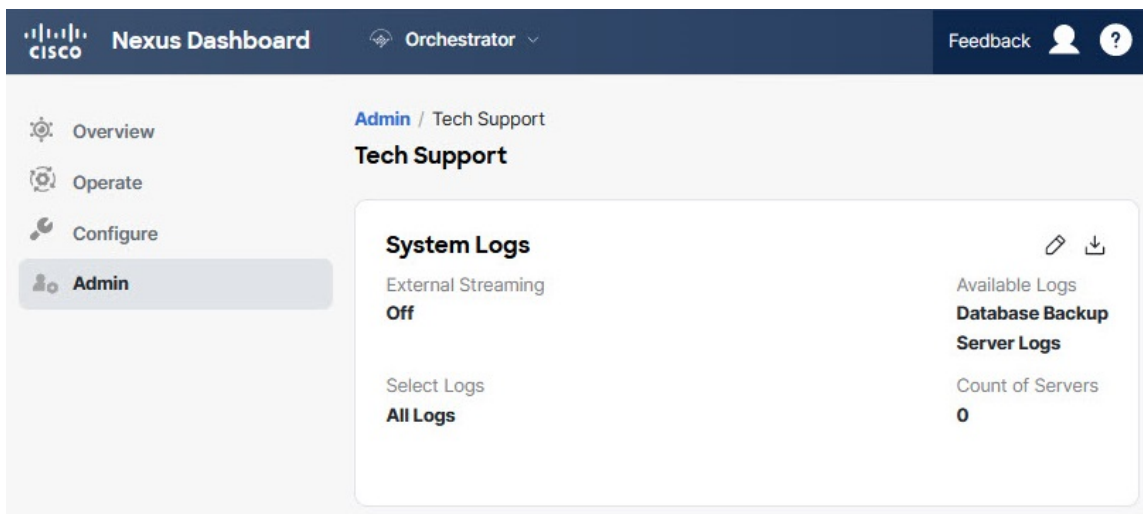 CISCO Nexus Dashboard Orchestrator Feedback ?
Overview
Operate
Configure
Admin
Admin / Tech Support
Tech Support
System Logs
External Streaming
Off
Available Logs
Database Backup
Server Logs
Select Logs
All Logs
Count of Servers
0